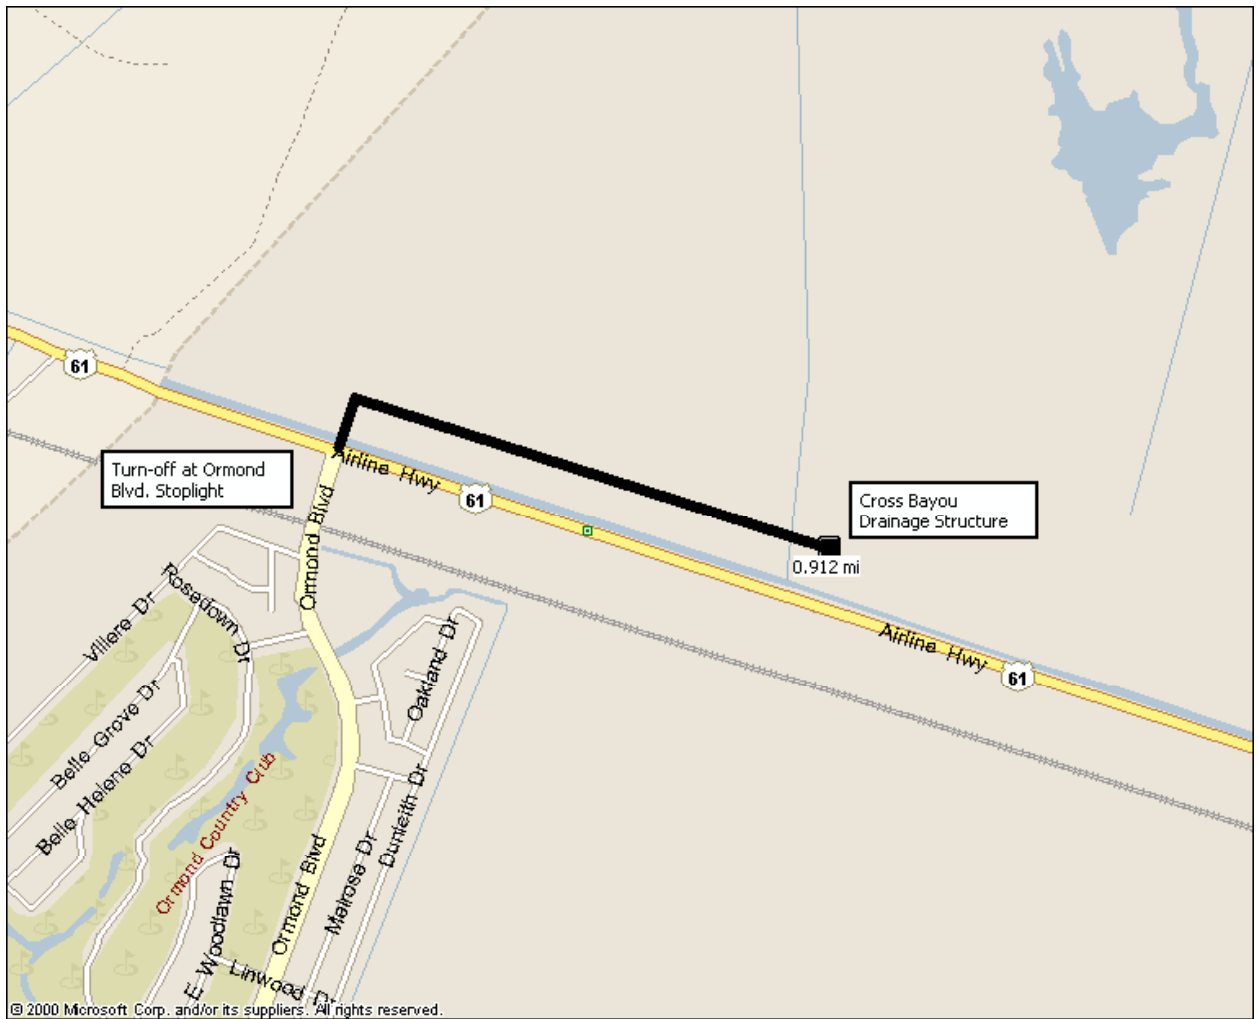 61
Turn-off at Ormond
Blvd. Stoplight
Airline Hwy
61
Cross Bayou
Drainage Structure
0.912 mi
Ormond Blvd
Rosedown Dr
Villere Dr
Oakland Dr
Airline Hwy
61
Belle Grove Dr
Belle Helene Dr
Ormond Country Club
Dunleith Dr
Melrose Dr
Ormond Blvd
E Woodlawn Dr
Linwood Dr
© 2000 Microsoft Corp. and/or its suppliers. All rights reserved.